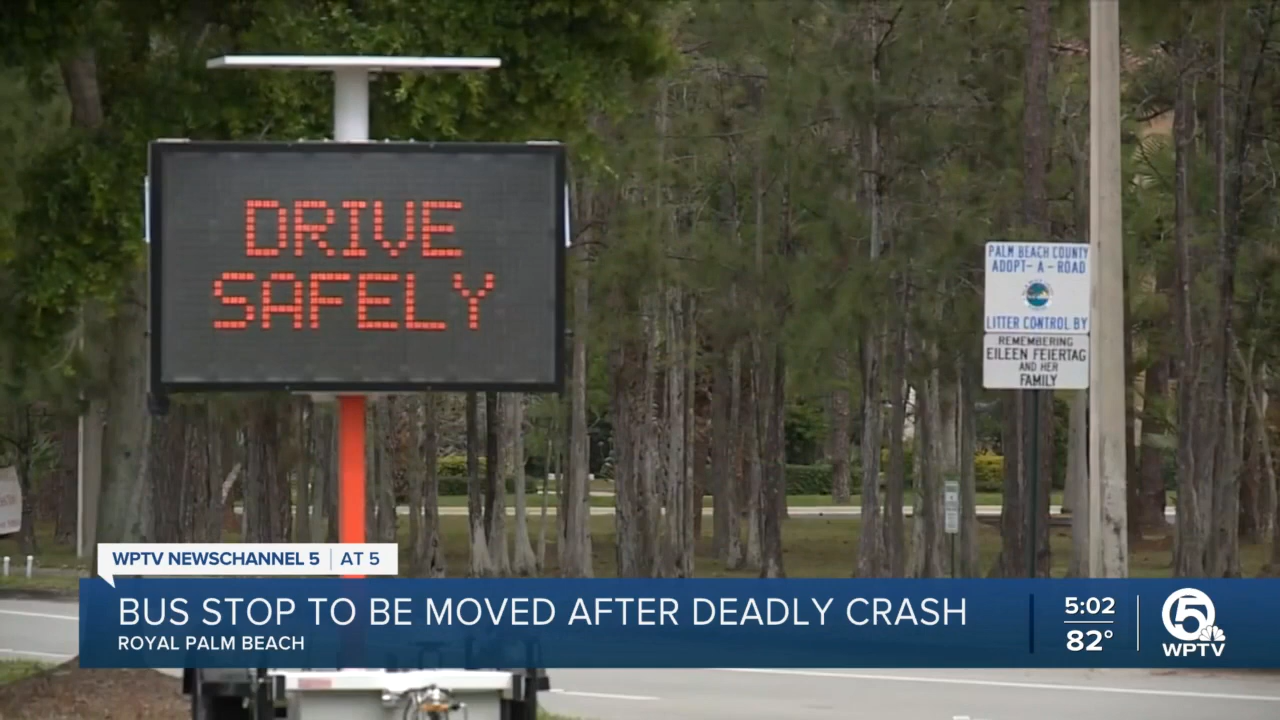 DRIVE
SAFELY
PALM BEACH COUNTY
ADOPT-A-ROAD
LITTER CONTROL BY
REMEMBERING
EILEEN FEIERTAG
AND HER
FAMILY
WPTV NEWSCHANNEL 5 | AT 5
BUS STOP TO BE MOVED AFTER DEADLY CRASH
ROYAL PALM BEACH
5:02
82°
5
WPTV